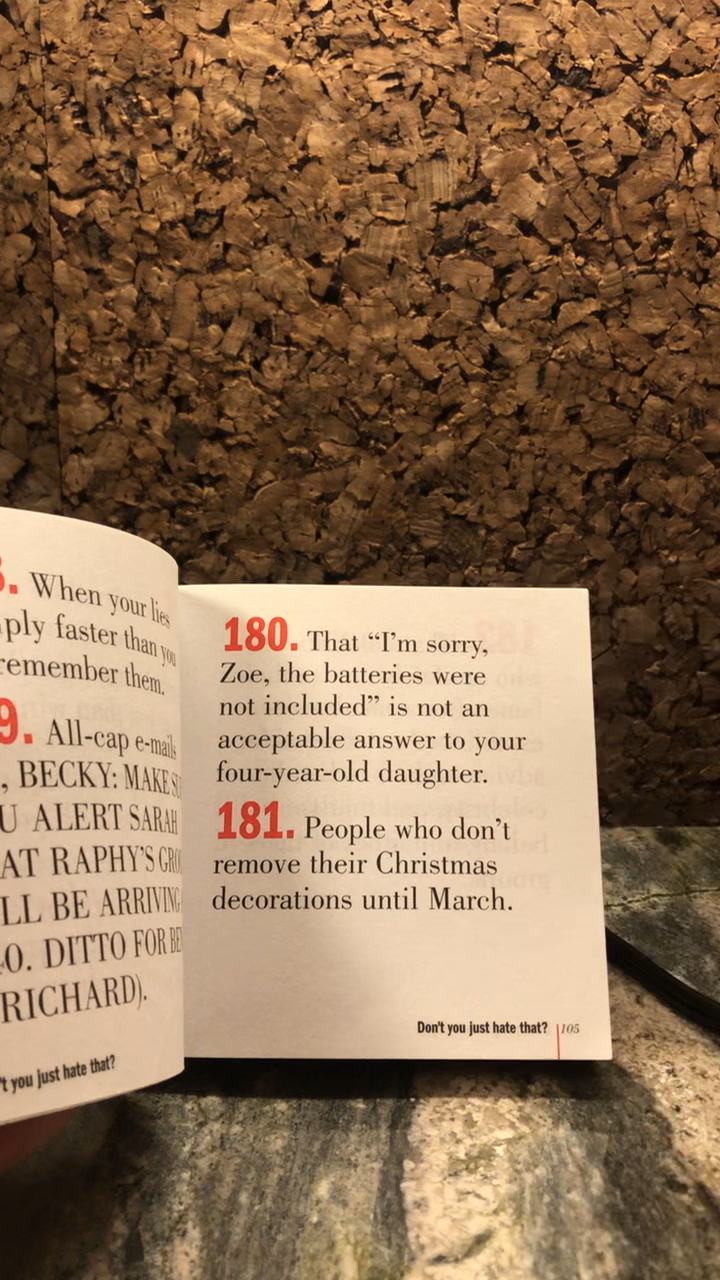 . When your lies
faster than you
remember them.
9. All-cap e-mails
, BECKY: MAKE
ALERT SARAH
AT RAPHY'S
BE ARRIVING
DITTO FOR
RICHARD).
you just hate that?
180. That “I'm sorry,
Zoe, the batteries were
not included” is not an
acceptable answer to your
four-year-old daughter.
181. People who don't
remove their Christmas
decorations until March.
Don't you just hate that? 105